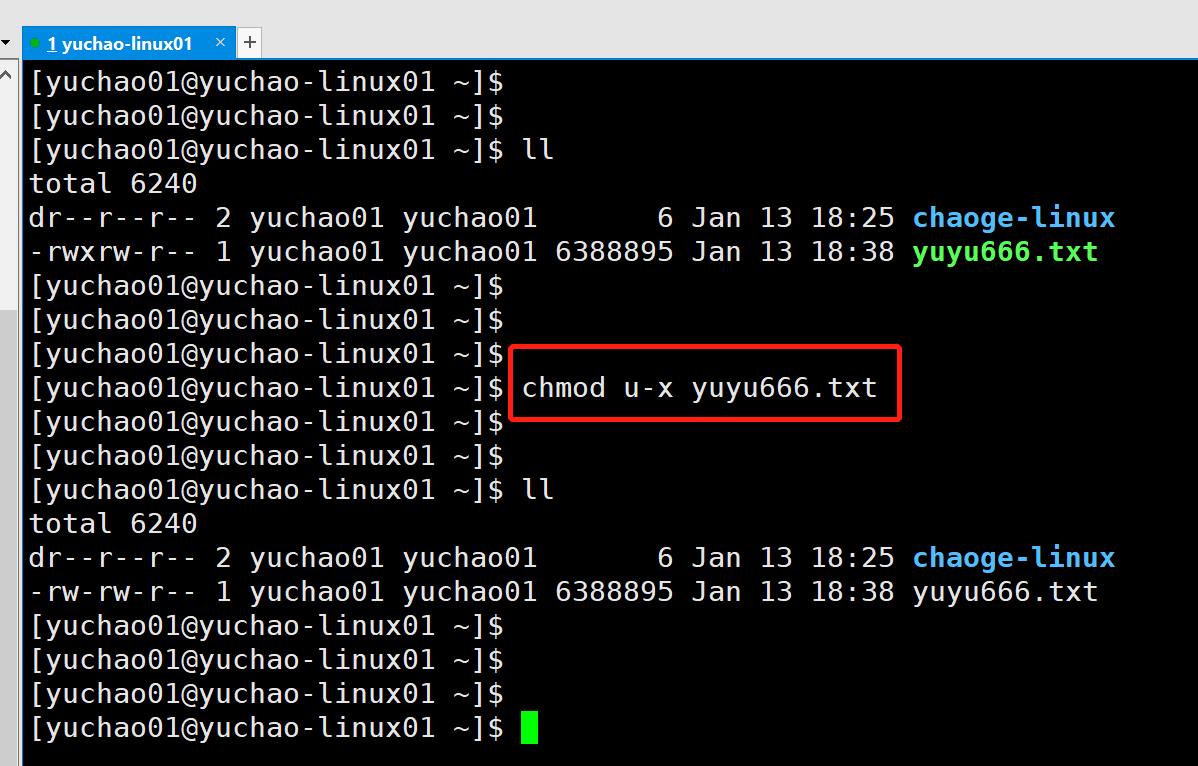 1 yuchao-linux01 × +
[yuchao01@yuchao-linux01 ~]$
[yuchao01@yuchao-linux01 ~]$
[yuchao01@yuchao-linux01 ~]$ ll
total 6240
dr--r--r-- 2 yuchao01 yuchao01       6 Jan 13 18:25 chaoge-linux
-rwxrw-r-- 1 yuchao01 yuchao01 6388895 Jan 13 18:38 yuyu666.txt
[yuchao01@yuchao-linux01 ~]$
[yuchao01@yuchao-linux01 ~]$
[yuchao01@yuchao-linux01 ~]$
[yuchao01@yuchao-linux01 ~]$ chmod u-x yuyu666.txt
[yuchao01@yuchao-linux01 ~]$
[yuchao01@yuchao-linux01 ~]$
[yuchao01@yuchao-linux01 ~]$ ll
total 6240
dr--r--r-- 2 yuchao01 yuchao01       6 Jan 13 18:25 chaoge-linux
-rw-rw-r-- 1 yuchao01 yuchao01 6388895 Jan 13 18:38 yuyu666.txt
[yuchao01@yuchao-linux01 ~]$
[yuchao01@yuchao-linux01 ~]$
[yuchao01@yuchao-linux01 ~]$
[yuchao01@yuchao-linux01 ~]$